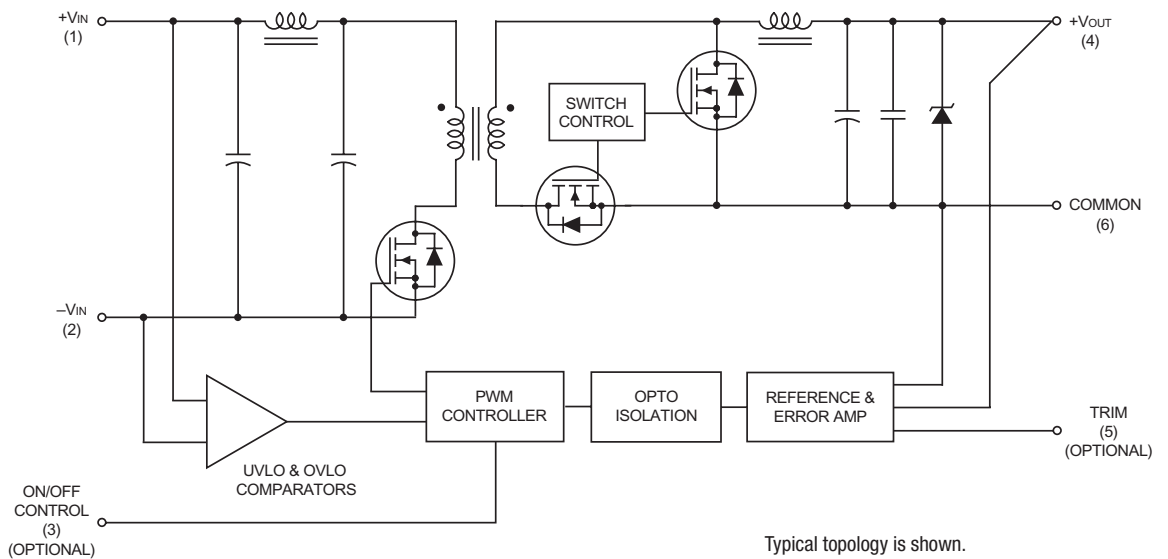 +VIN
(1)
+VOUT
(4)
SWITCH
CONTROL
COMMON
(6)
–VIN
(2)
PWM
CONTROLLER
OPTO
ISOLATION
REFERENCE &
ERROR AMP
TRIM
(5)
(OPTIONAL)
UVLO & OVLO
COMPARATORS
ON/OFF
CONTROL
(3)
(OPTIONAL)
Typical topology is shown.